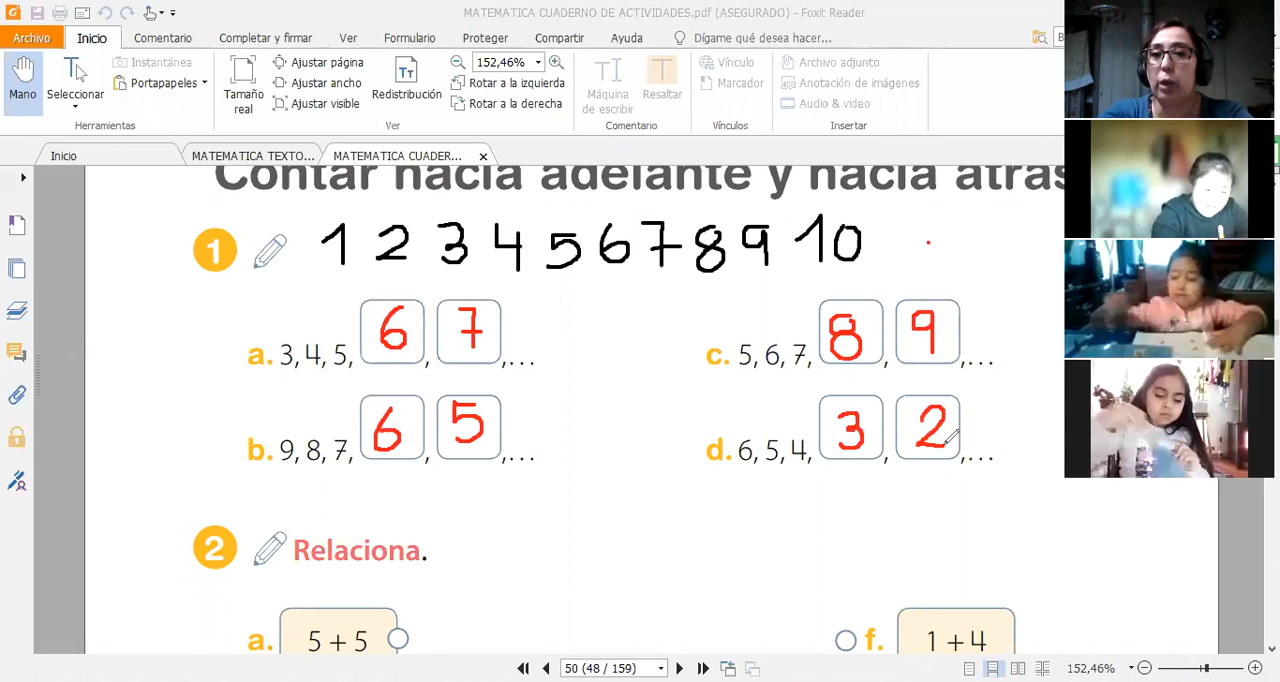 MATEMATICA CUADERNO DE ACTIVIDADES.pdf (ASEGURADO) - Foxit Reader
Archivo Inicio Comentario Completar y firmar Ver Formulario Proteger Compartir Ayuda Dígame qué desea hacer...
Mano
Seleccionar
Instantánea
Portapapeles
Herramientas
Tamaño real
Ajustar página
Ajustar ancho
Ajustar visible
Redistribución
152,46%
Rotar a la izquierda
Rotar a la derecha
Ver
Máquina de escribir
Resaltar
Comentario
Vínculo
Marcador
Vínculos
Archivo adjunto
Anotación de imágenes
Audio & video
Insertar
Inicio MATEMATICA TEXTO... MATEMATICA CUADER...
Contar hacia adelante y hacia atrás
1 1 2 3 4 5 6 7 8 9 10
a. 3, 4, 5, 6, 7,...
c. 5, 6, 7, 8, 9,...
b. 9, 8, 7, 6, 5,...
d. 6, 5, 4, 3, 2,...
2 Relaciona.
a. 5 + 5
f. 1 + 4
50 (48 / 159)
152,46%